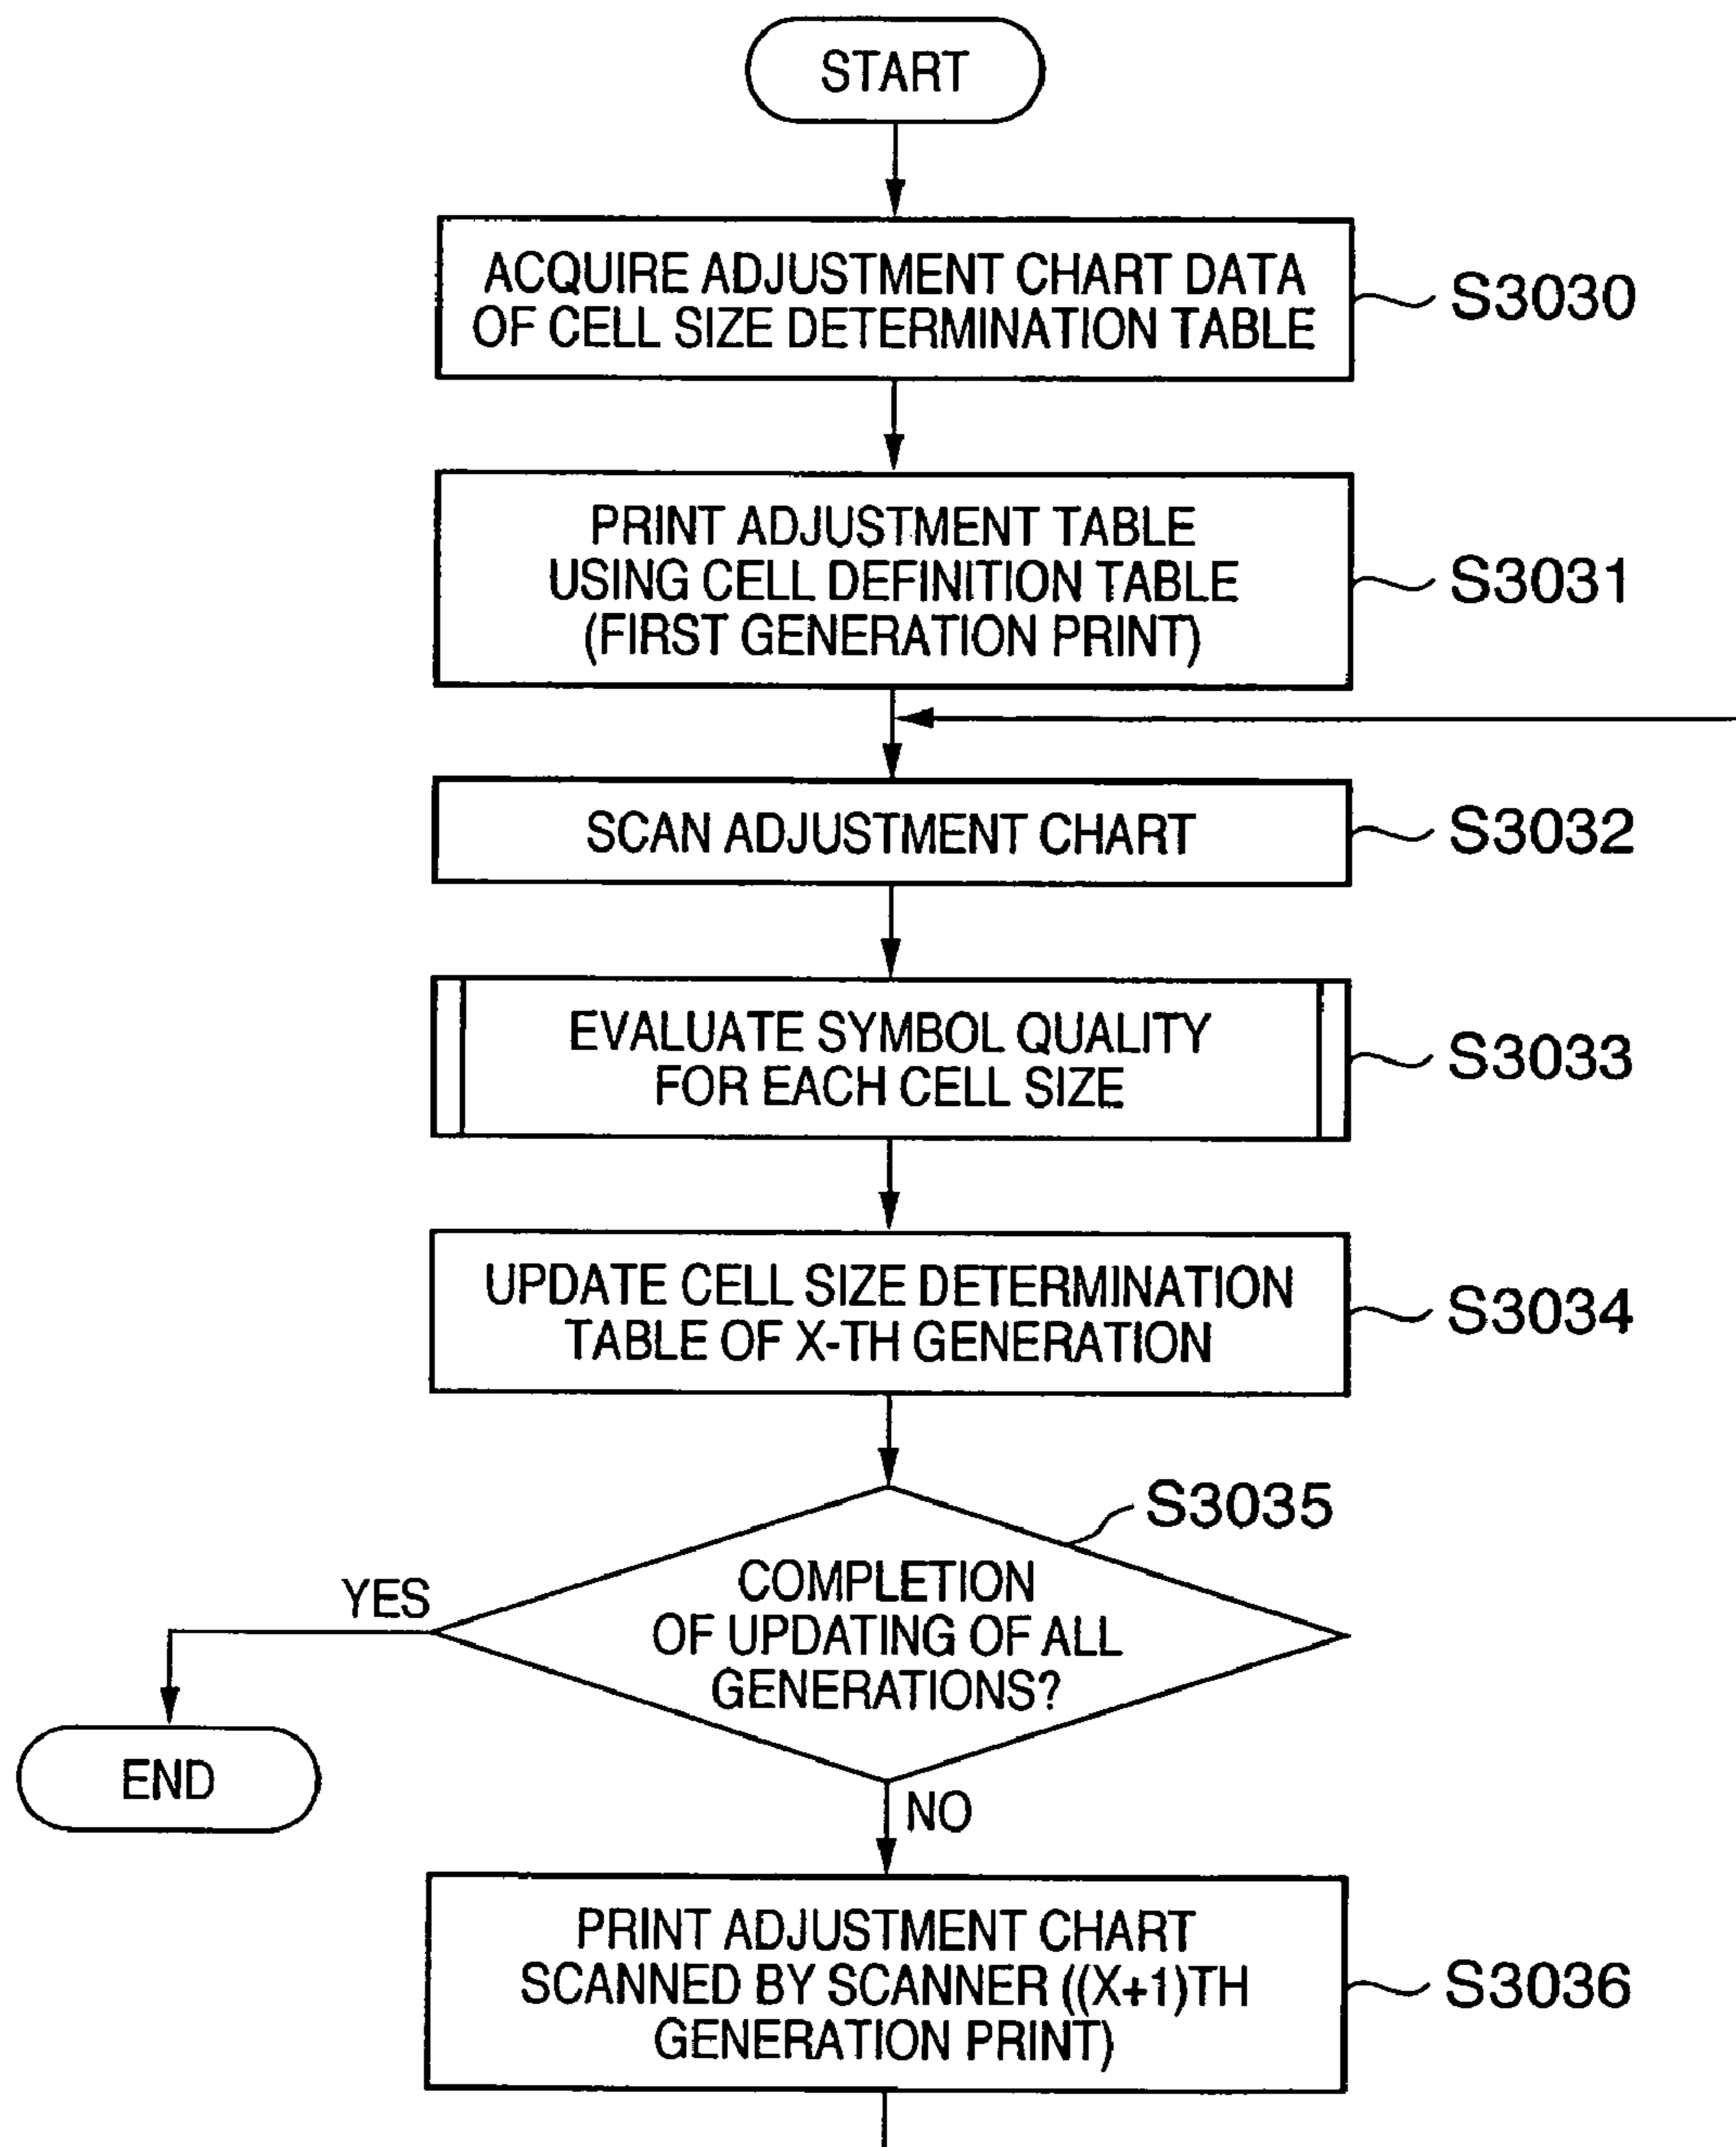 START
ACQUIRE ADJUSTMENT CHART DATA
OF CELL SIZE DETERMINATION TABLE
S3030
PRINT ADJUSTMENT TABLE
USING CELL DEFINITION TABLE
(FIRST GENERATION PRINT)
S3031
SCAN ADJUSTMENT CHART
S3032
EVALUATE SYMBOL QUALITY
FOR EACH CELL SIZE
S3033
UPDATE CELL SIZE DETERMINATION
TABLE OF X-TH GENERATION
S3034
S3035
COMPLETION
OF UPDATING OF ALL
GENERATIONS?
YES
END
NO
PRINT ADJUSTMENT CHART
SCANNED BY SCANNER ((X+1)TH
GENERATION PRINT)
S3036